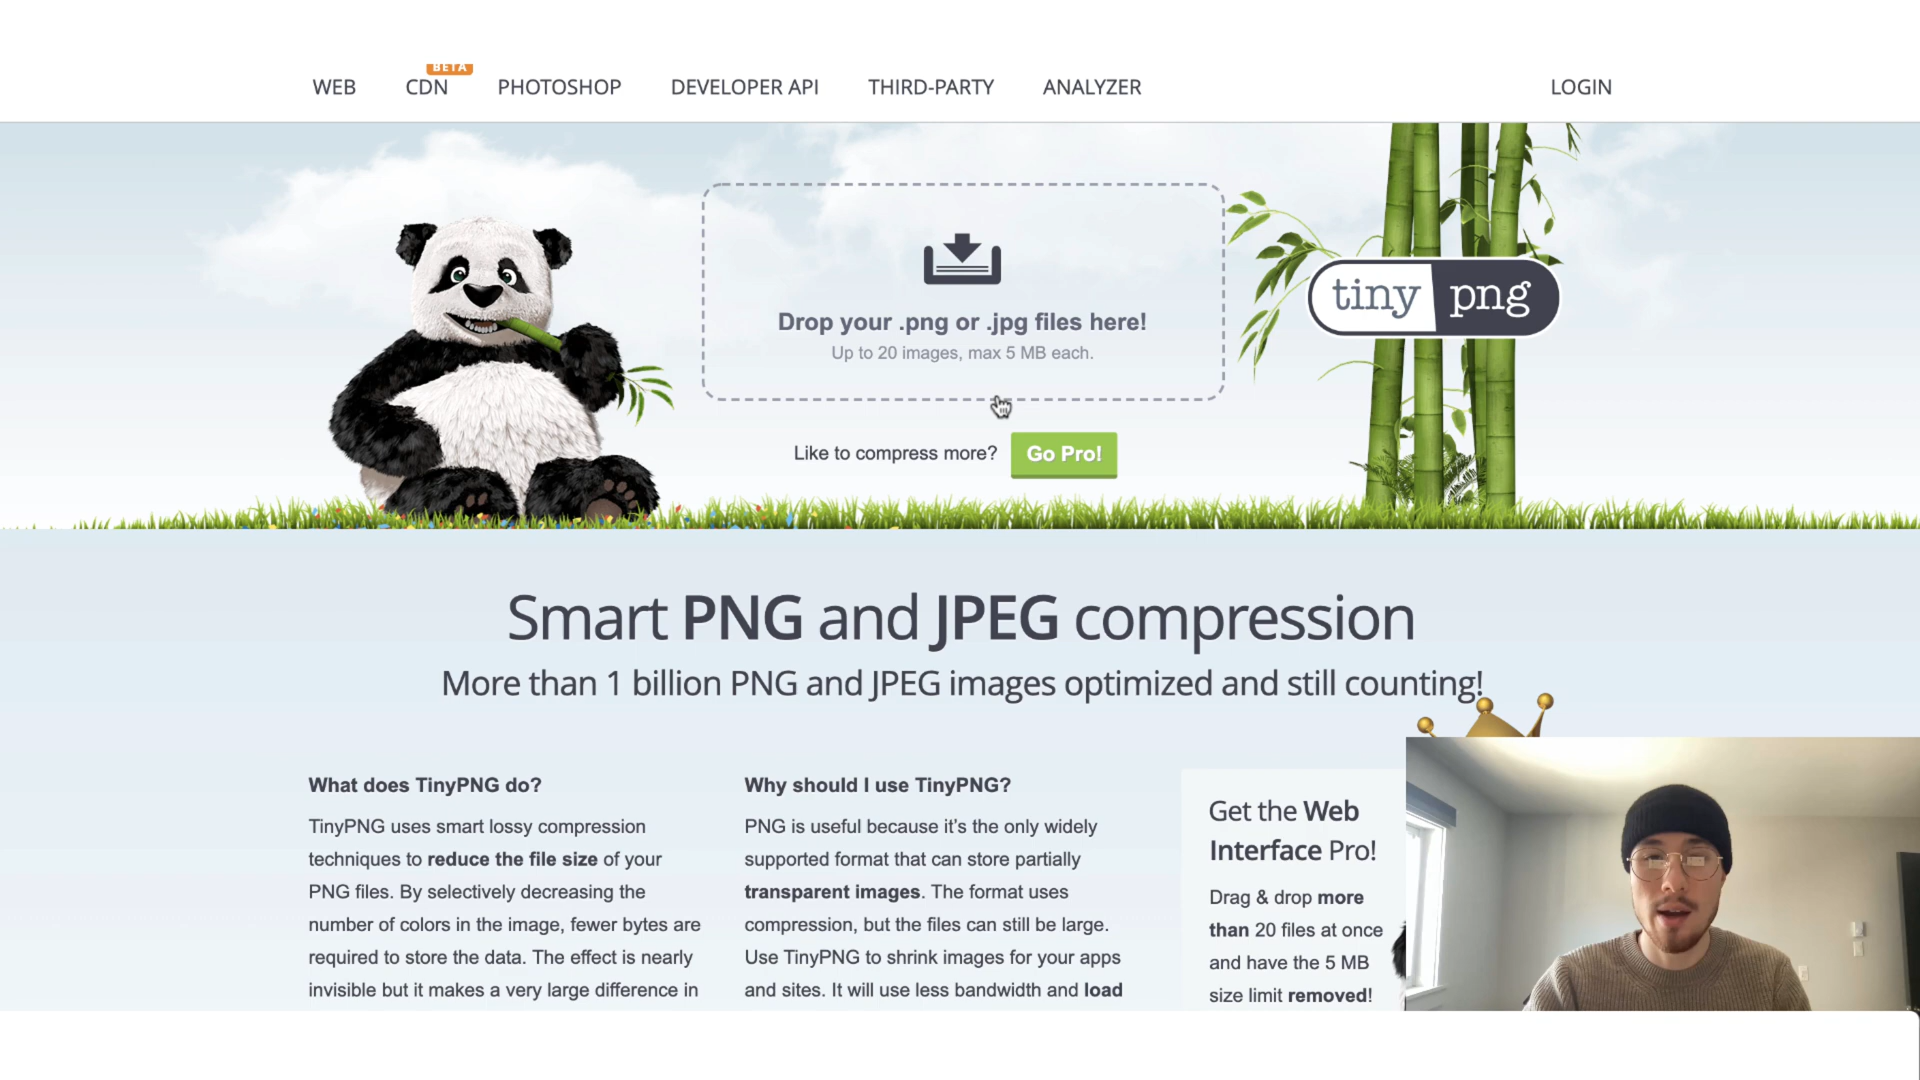 WEB CDN BETA PHOTOSHOP DEVELOPER API THIRD-PARTY ANALYZER LOGIN
Drop your .png or .jpg files here!
Up to 20 images, max 5 MB each.
tiny png
Like to compress more? Go Pro!
Smart PNG and JPEG compression
More than 1 billion PNG and JPEG images optimized and still counting!
What does TinyPNG do?
TinyPNG uses smart lossy compression
techniques to reduce the file size of your
PNG files. By selectively decreasing the
number of colors in the image, fewer bytes are
required to store the data. The effect is nearly
invisible but it makes a very large difference in
Why should I use TinyPNG?
PNG is useful because it’s the only widely
supported format that can store partially
transparent images. The format uses
compression, but the files can still be large.
Use TinyPNG to shrink images for your apps
and sites. It will use less bandwidth and load
Get the Web
Interface Pro!
Drag & drop more
than 20 files at once
and have the 5 MB
size limit removed!